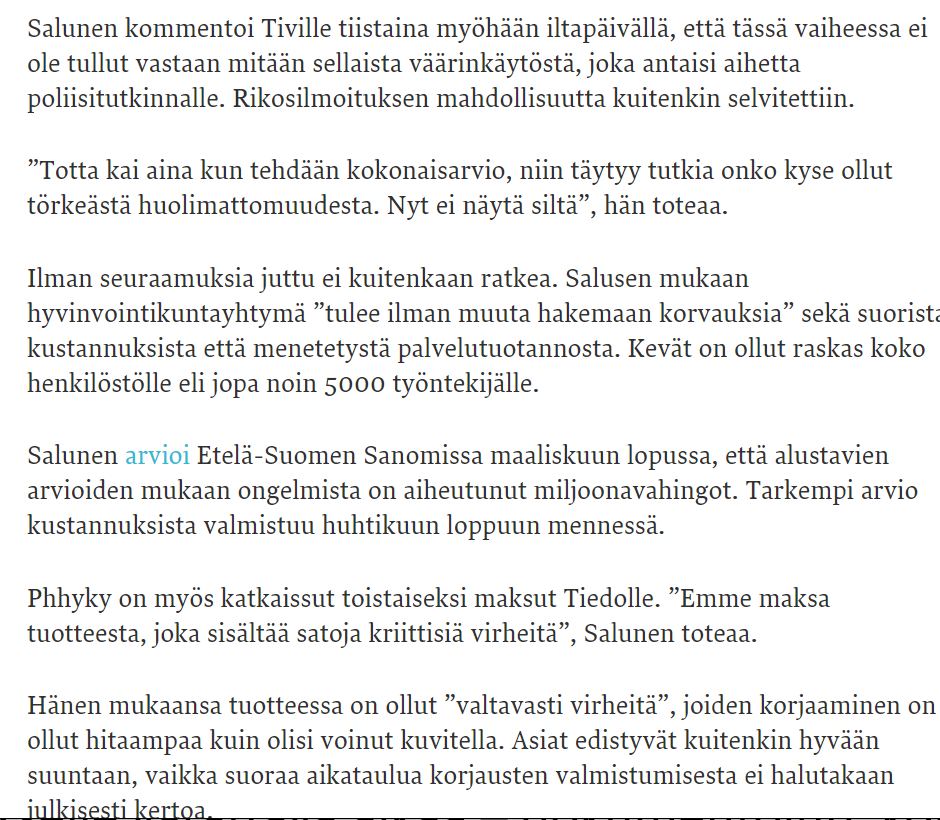 Salunen kommentoi Tiville tiistaina myöhään iltapäivällä, että tässä vaiheessa ei
ole tullut vastaan mitään sellaista väärinkäytöstä, joka antaisi aihetta
poliisitutkinnalle. Rikosilmoituksen mahdollisuutta kuitenkin selvitettiin.
”Totta kai aina kun tehdään kokonaisarvio, niin täytyy tutkia onko kyse ollut
törkeästä huolimattomuudesta. Nyt ei näytä siltä”, hän toteaa.
Ilman seuraamuksia juttu ei kuitenkaan ratkea. Salusen mukaan
hyvinvointikuntayhtymä ”tulee ilman muuta hakemaan korvauksia” sekä suorista
kustannuksista että menetetystä palvelutuotannosta. Kevät on ollut raskas koko
henkilöstölle eli jopa noin 5000 työntekijälle.
Salunen arvioi Etelä-Suomen Sanomissa maaliskuun lopussa, että alustavien
arvioiden mukaan ongelmista on aiheutunut miljoonavahingot. Tarkempi arvio
kustannuksista valmistuu huhtikuun loppuun mennessä.
Phhyky on myös katkaissut toistaiseksi maksut Tiedolle. ”Emme maksa
tuotteesta, joka sisältää satoja kriittisiä virheitä”, Salunen toteaa.
Hänen mukaansa tuotteessa on ollut ”valtavasti virheitä”, joiden korjaaminen on
ollut hitaampaa kuin olisi voinut kuvitella. Asiat edistyvät kuitenkin hyvään
suuntaan, vaikka suoraa aikataulua korjausten valmistumisesta ei halutakaan
julkisesti kertoa.